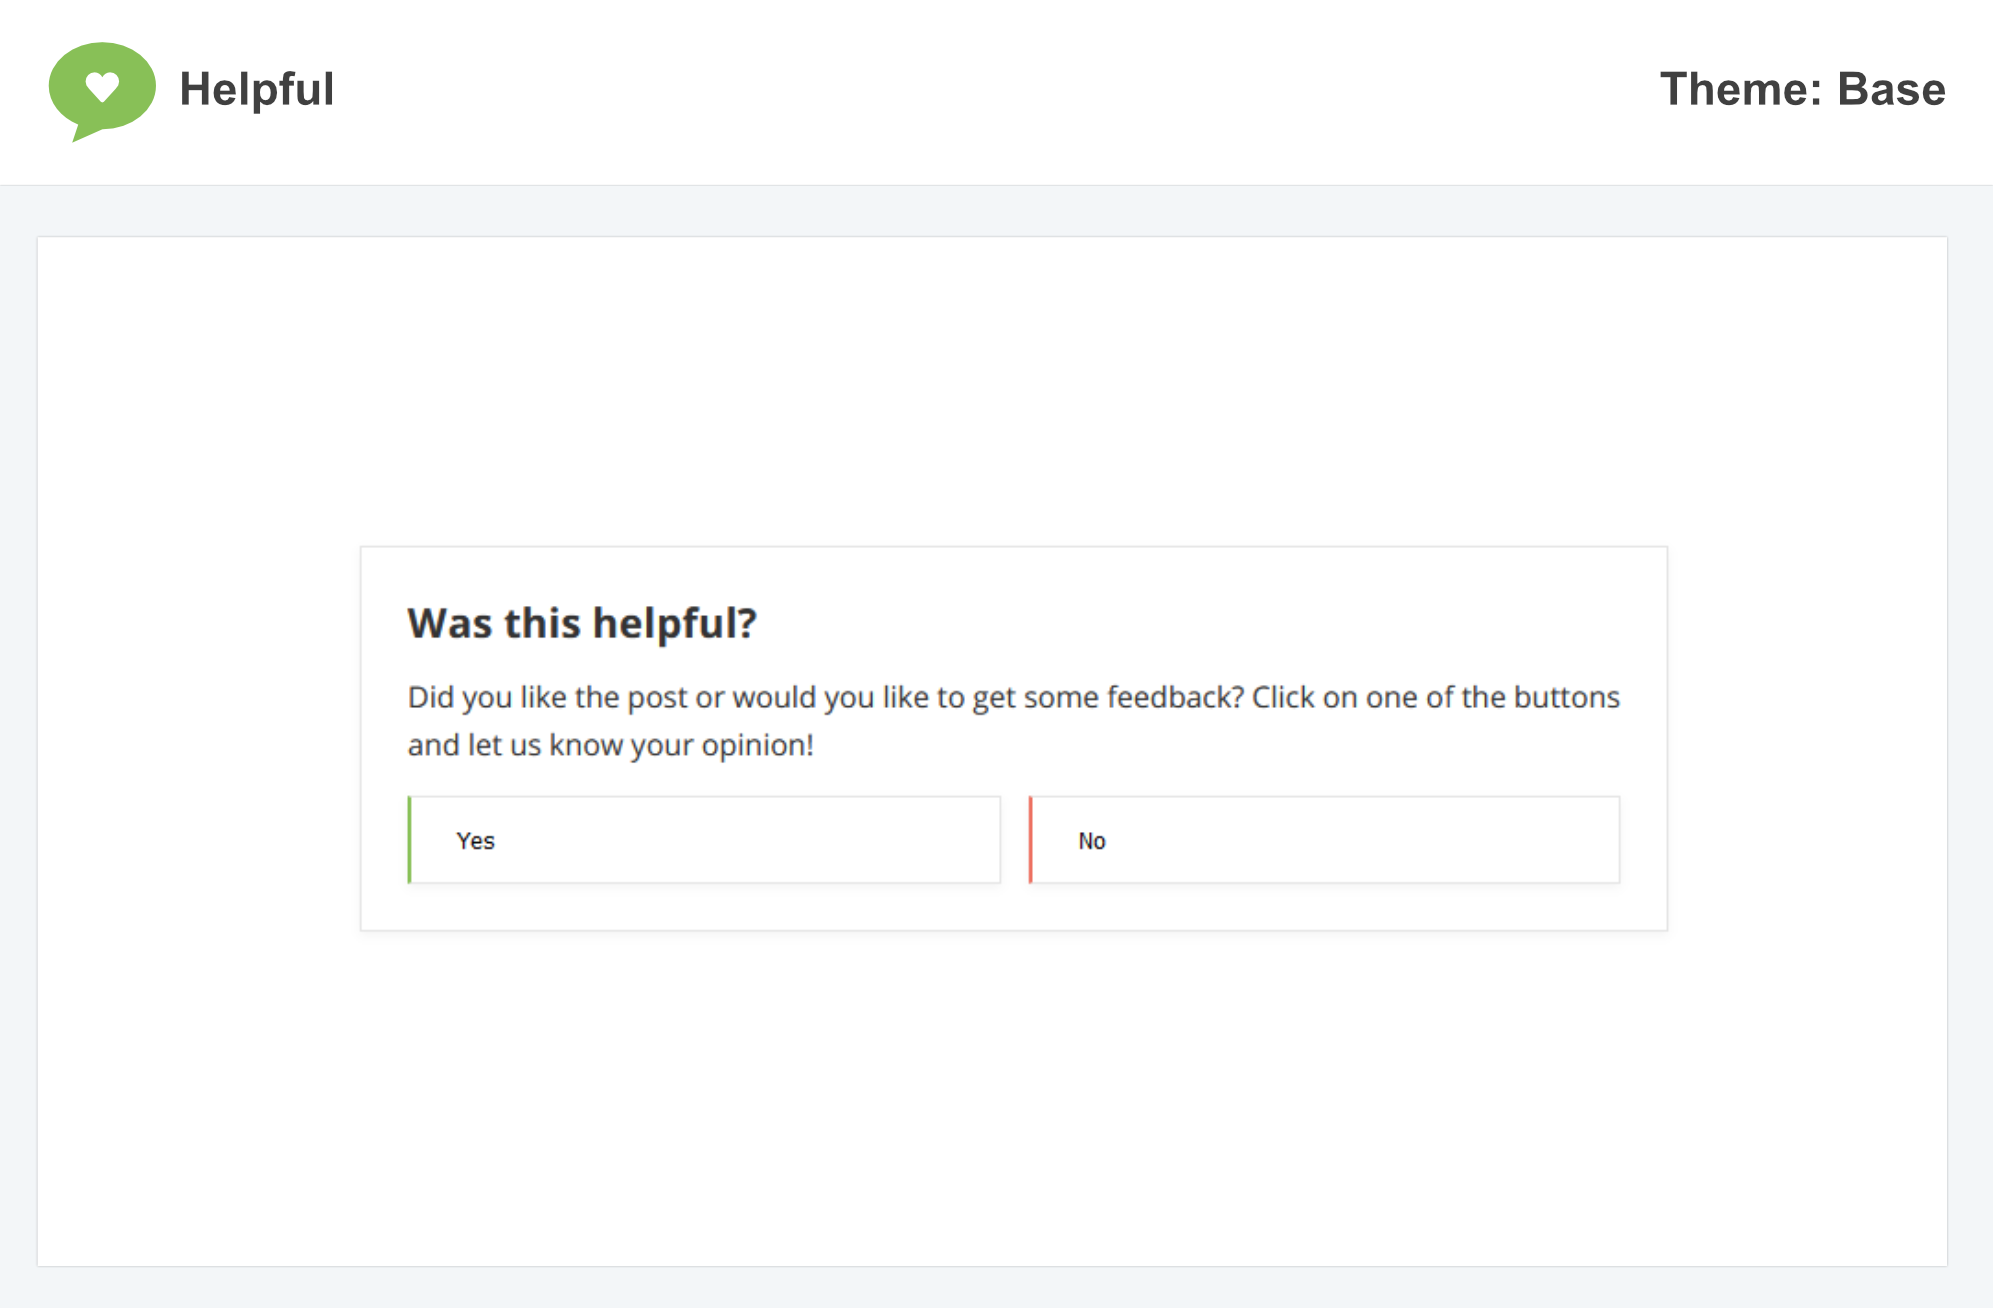 Helpful
Theme: Base
Was this helpful?
Did you like the post or would you like to get some feedback? Click on one of the buttons
and let us know your opinion!
Yes
No